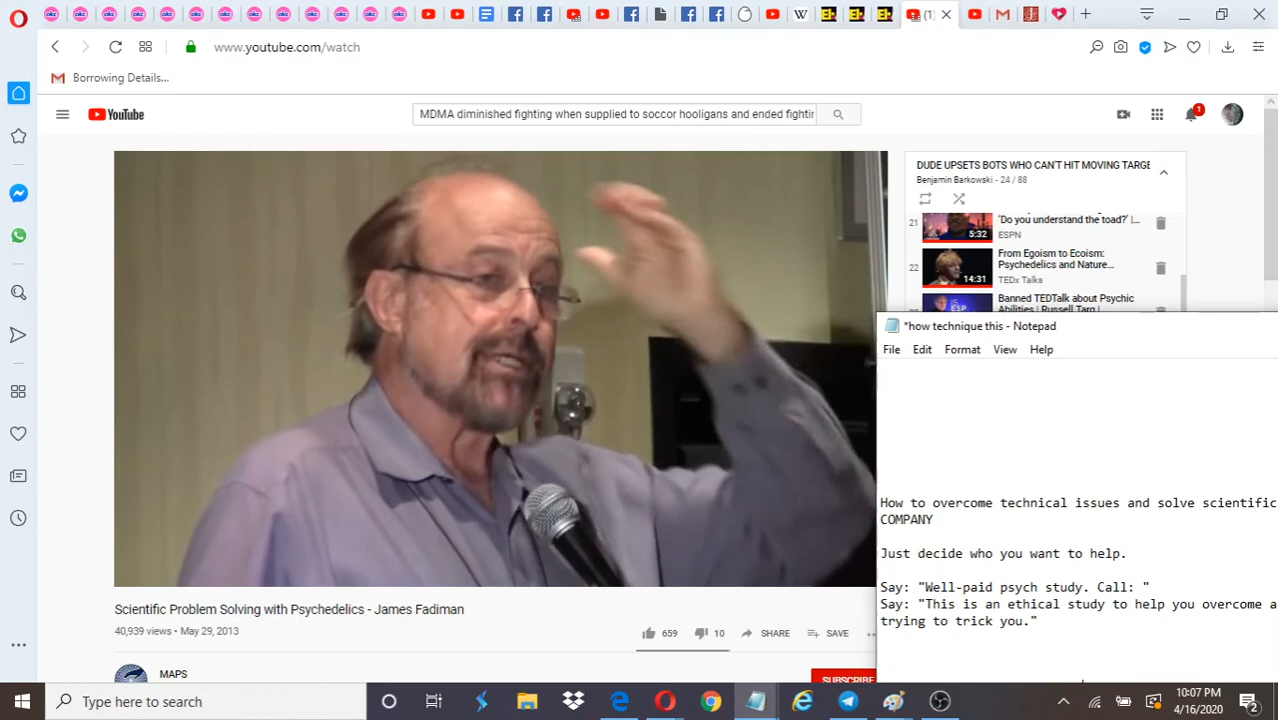 (1)
www.youtube.com/watch
Borrowing Details...
YouTube
MDMA diminished fighting when supplied to soccor hooligans and ended fightir
1
DUDE UPSETS BOTS WHO CAN'T HIT MOVING TARGE
Benjamin Barkowski - 24 / 88
21
5:32
'Do you understand the toad?' |...
ESPN
22
14:31
From Egoism to Ecoism:
Psychedelics and Nature...
TEDx Talks
Banned TEDTalk about Psychic
Abilities | Russell Targ |
*how technique this - Notepad
File Edit Format View Help
How to overcome technical issues and solve scientific
COMPANY
Just decide who you want to help.
Say: "Well-paid psych study. Call: "
Say: "This is an ethical study to help you overcome a
trying to trick you."
Scientific Problem Solving with Psychedelics - James Fadiman
40,939 views • May 29, 2013
659 10 SHARE SAVE
MAPS
SUBSCRIBE
Type here to search
10:07 PM
4/16/2020
2